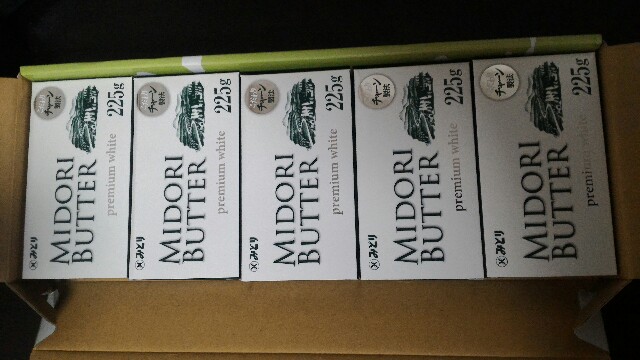 チャーン
製法
225g
MIDORI
BUTTER
premium white
みどり
チャーン
製法
225g
MIDORI
BUTTER
premium white
みどり
チャーン
製法
225g
MIDORI
BUTTER
premium white
みどり
チャーン
製法
225g
MIDORI
BUTTER
premium white
みどり
チャーン
製法
225g
MIDORI
BUTTER
premium white
みどり